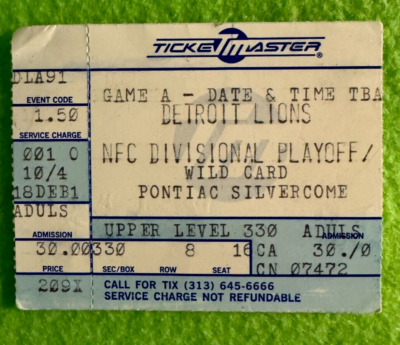 TICKETMASTER®
DLA91
GAME A - DATE & TIME TBA
EVENT CODE
1.50
DETROIT LIONS
SERVICE CHARGE
001 0
NFC DIVISIONAL PLAYOFF/
10/4
WILD CARD
18DEB1
PONTIAC SILVERCOME
ADULS
UPPER LEVEL 330 ADULS
ADMISSION
ADMISSION
30.00
330 8 16
CA 30./0
PRICE
SEC/BOX ROW SEAT
CN 07472
209X
CALL FOR TIX (313) 645-6666
SERVICE CHARGE NOT REFUNDABLE